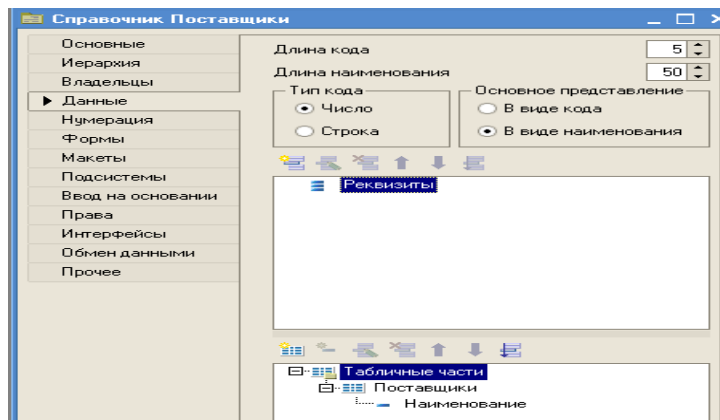 Справочник Поставщики
Основные
Иерархия
Владельцы
Данные
Нумерация
Формы
Макеты
Подсистемы
Ввод на основании
Права
Интерфейсы
Обмен данными
Прочее
Длина кода 5
Длина наименования 50
Тип кода
Число
Строка
Основное представление
В виде кода
В виде наименования
Реквизиты
Табличные части
Поставщики
Наименование